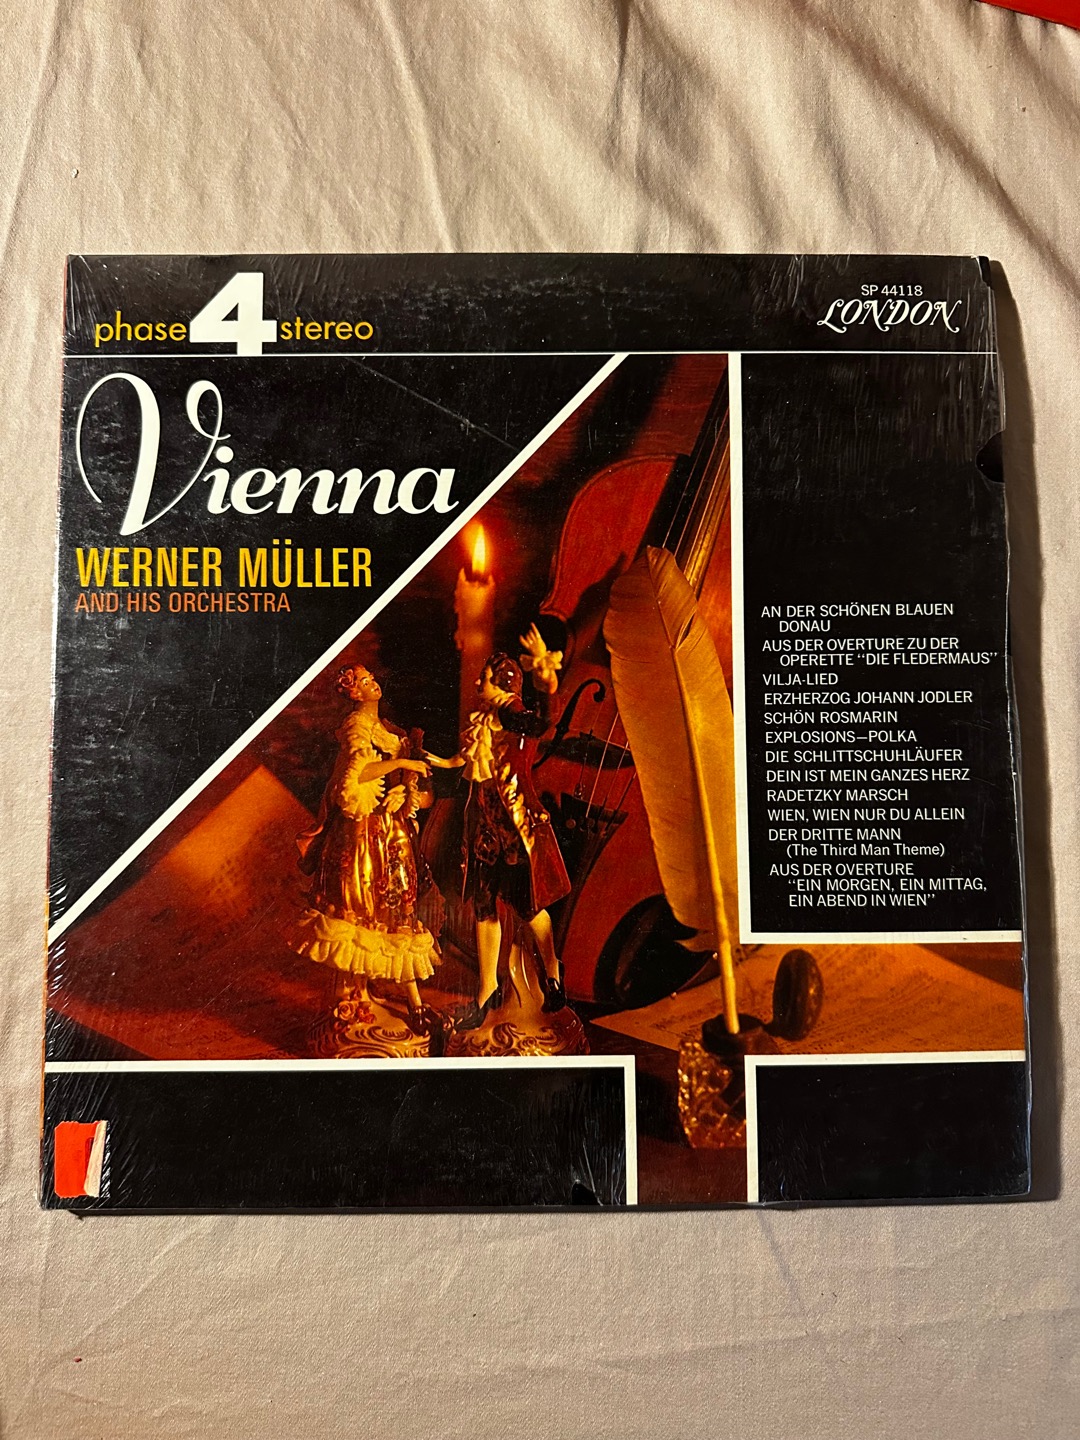 phase 4 stereo
SP 44118
LONDON
Vienna
WERNER MÜLLER
AND HIS ORCHESTRA
AN DER SCHÖNEN BLAUEN
DONAU
AUS DER OVERTURE ZU DER
OPERETTE "DIE FLEDERMAUS"
VILJA-LIED
ERZHERZOG JOHANN JODLER
SCHÖN ROSMARIN
EXPLOSIONS—POLKA
DIE SCHLITTSCHUHLÄUFER
DEIN IST MEIN GANZES HERZ
RADETZKY MARSCH
WIEN, WIEN NUR DU ALLEIN
DER DRITTE MANN
(The Third Man Theme)
AUS DER OVERTURE
"EIN MORGEN, EIN MITTAG,
EIN ABEND IN WIEN"